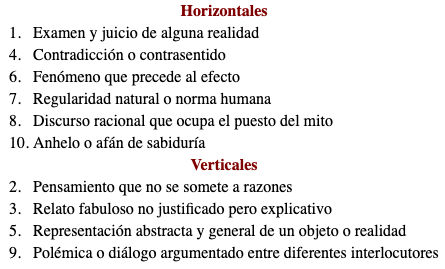 Horizontales
1. Examen y juicio de alguna realidad
4. Contradicción o contrasentido
6. Fenómeno que precede al efecto
7. Regularidad natural o norma humana
8. Discurso racional que ocupa el puesto del mito
10. Anhelo o afán de sabiduría
Verticales
2. Pensamiento que no se somete a razones
3. Relato fabuloso no justificado pero explicativo
5. Representación abstracta y general de un objeto o realidad
9. Polémica o diálogo argumentado entre diferentes interlocutores